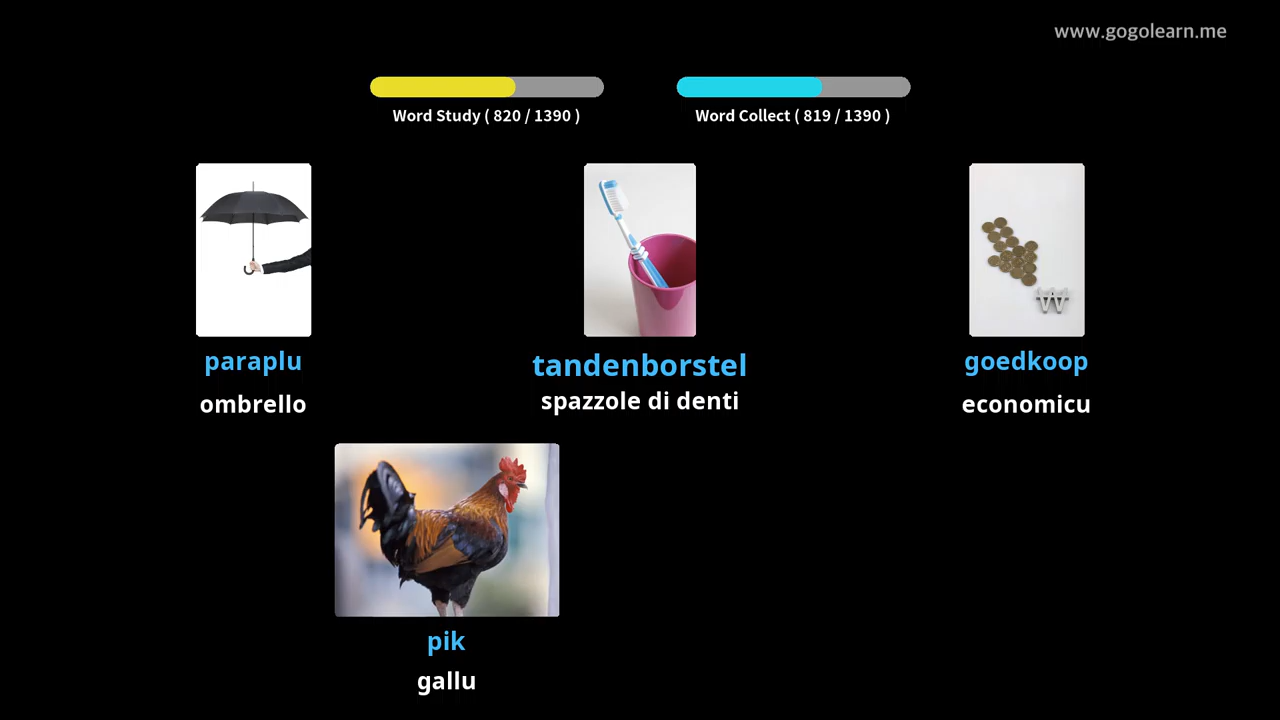 www.gogolearn.me
Word Study ( 820 / 1390 )
Word Collect ( 819 / 1390 )
paraplu
ombrello
tandenborstel
spazzole di denti
goedkoop
economicu
pik
gallu